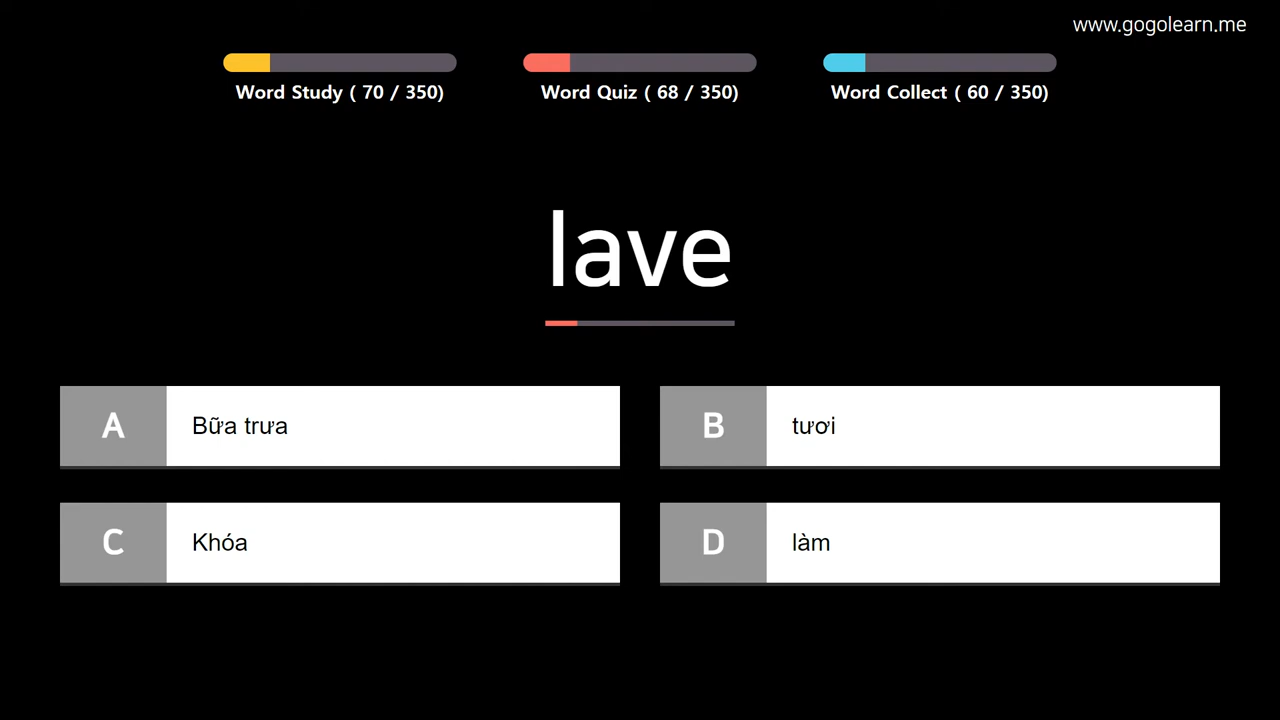 www.gogolearn.me
Word Study ( 70 / 350)
Word Quiz ( 68 / 350)
Word Collect ( 60 / 350)
lave
A Bữa trưa
B tươi
C Khóa
D làm